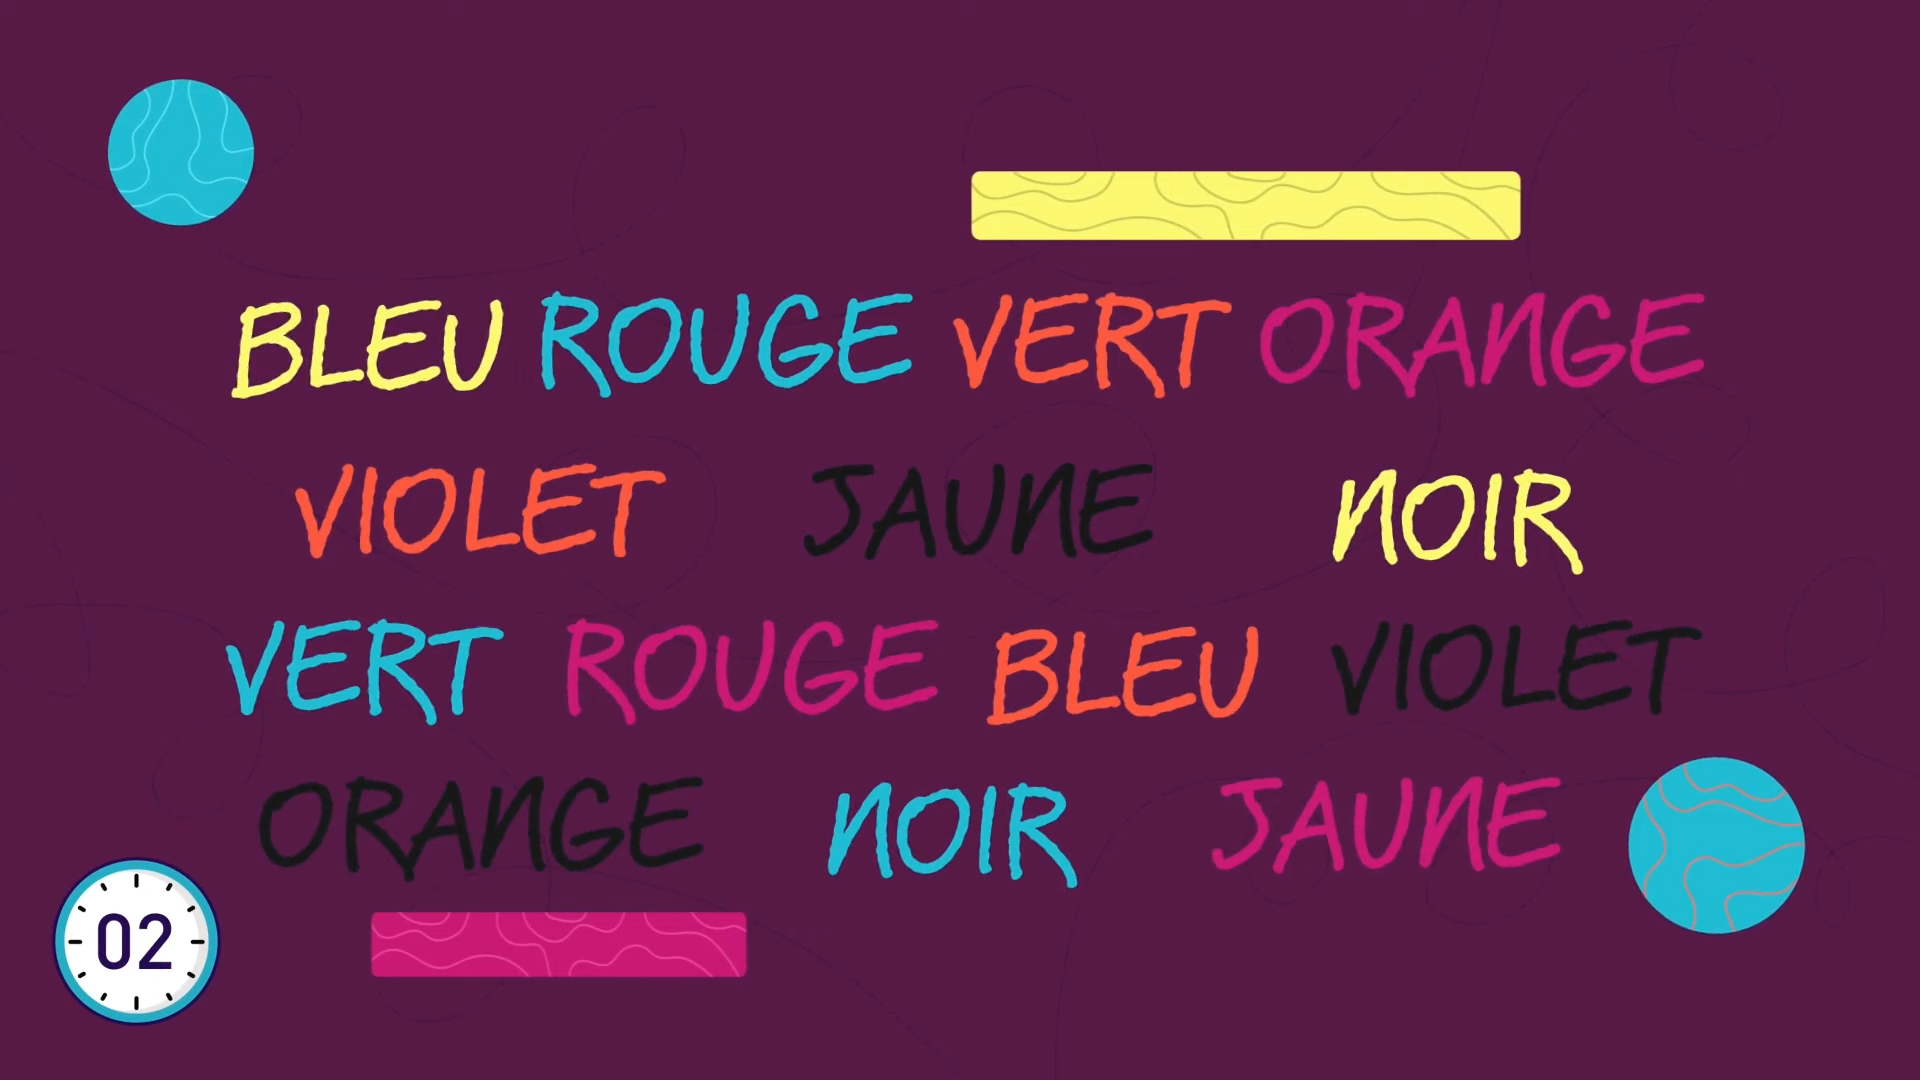 BLEU ROUGE VERT ORANGE
VIOLET JAUNE NOIR
VERT ROUGE BLEU VIOLET
ORANGE NOIR JAUNE
02